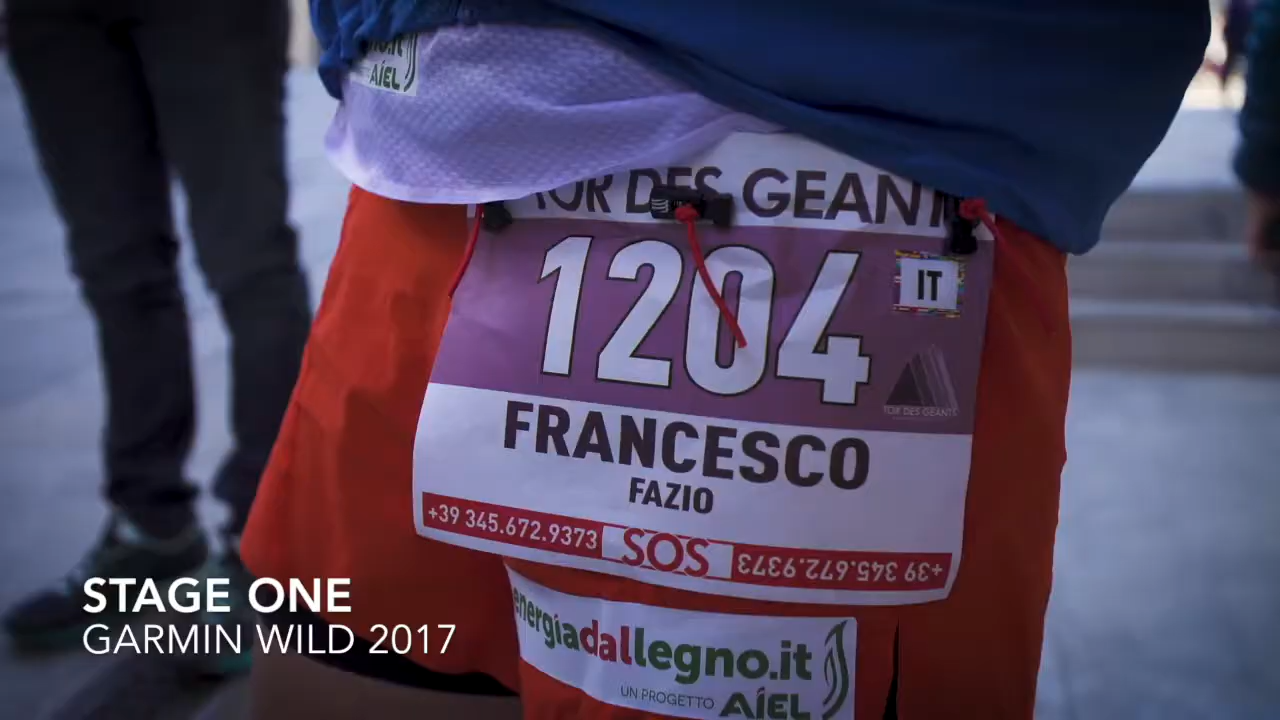 AIEL
TOR DES GEANT
1204
IT
TOR DES GEANTS
FRANCESCO
FAZIO
+39 345.672.9373 SOS +39 345.672.9373
energiadallegno.it
UN PROGETTO AIEL
STAGE ONE
GARMIN WILD 2017